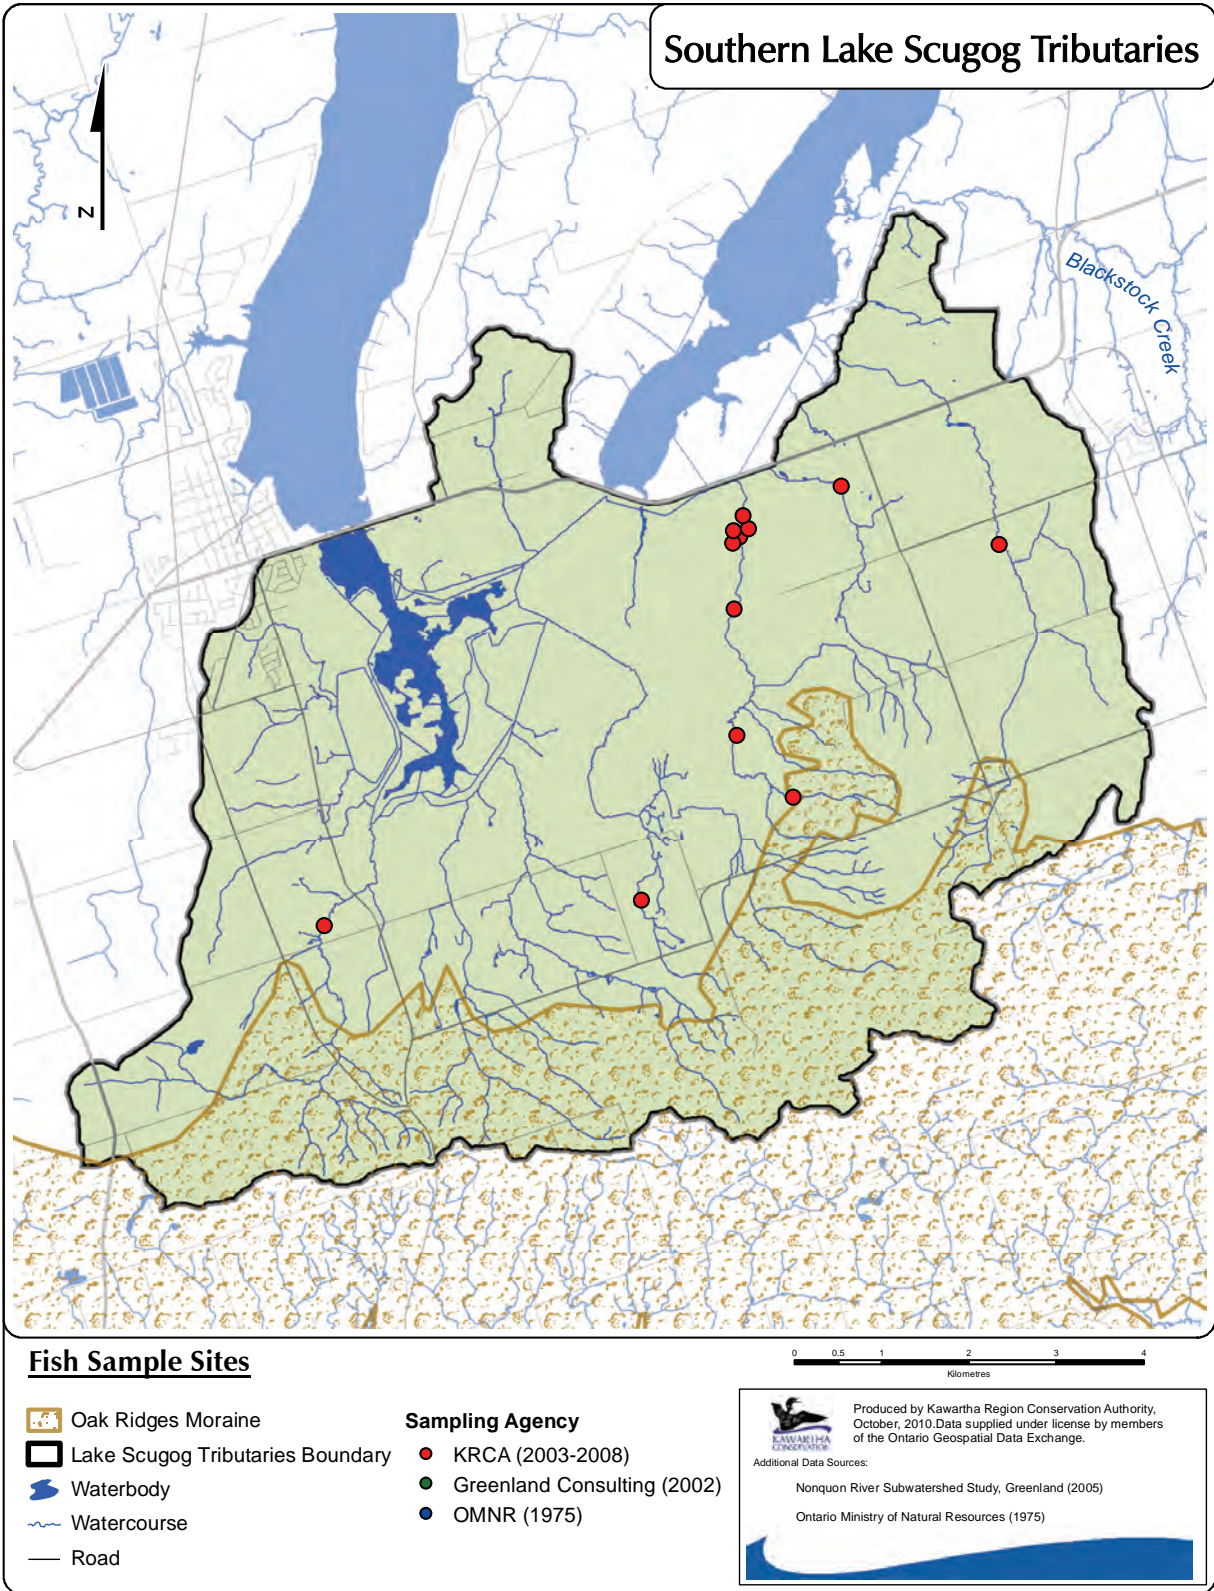 Southern Lake Scugog Tributaries
N
Blackstock Creek
Fish Sample Sites
Oak Ridges Moraine
Lake Scugog Tributaries Boundary
Waterbody
Watercourse
Road
Sampling Agency
KRCA (2003-2008)
Greenland Consulting (2002)
OMNR (1975)
0 0.5 1 2 3 4
Kilometres
KAWARTHA
CONSERVATION
Produced by Kawartha Region Conservation Authority,
October, 2010.Data supplied under license by members
of the Ontario Geospatial Data Exchange.
Additional Data Sources:
Nonquon River Subwatershed Study, Greenland (2005)
Ontario Ministry of Natural Resources (1975)